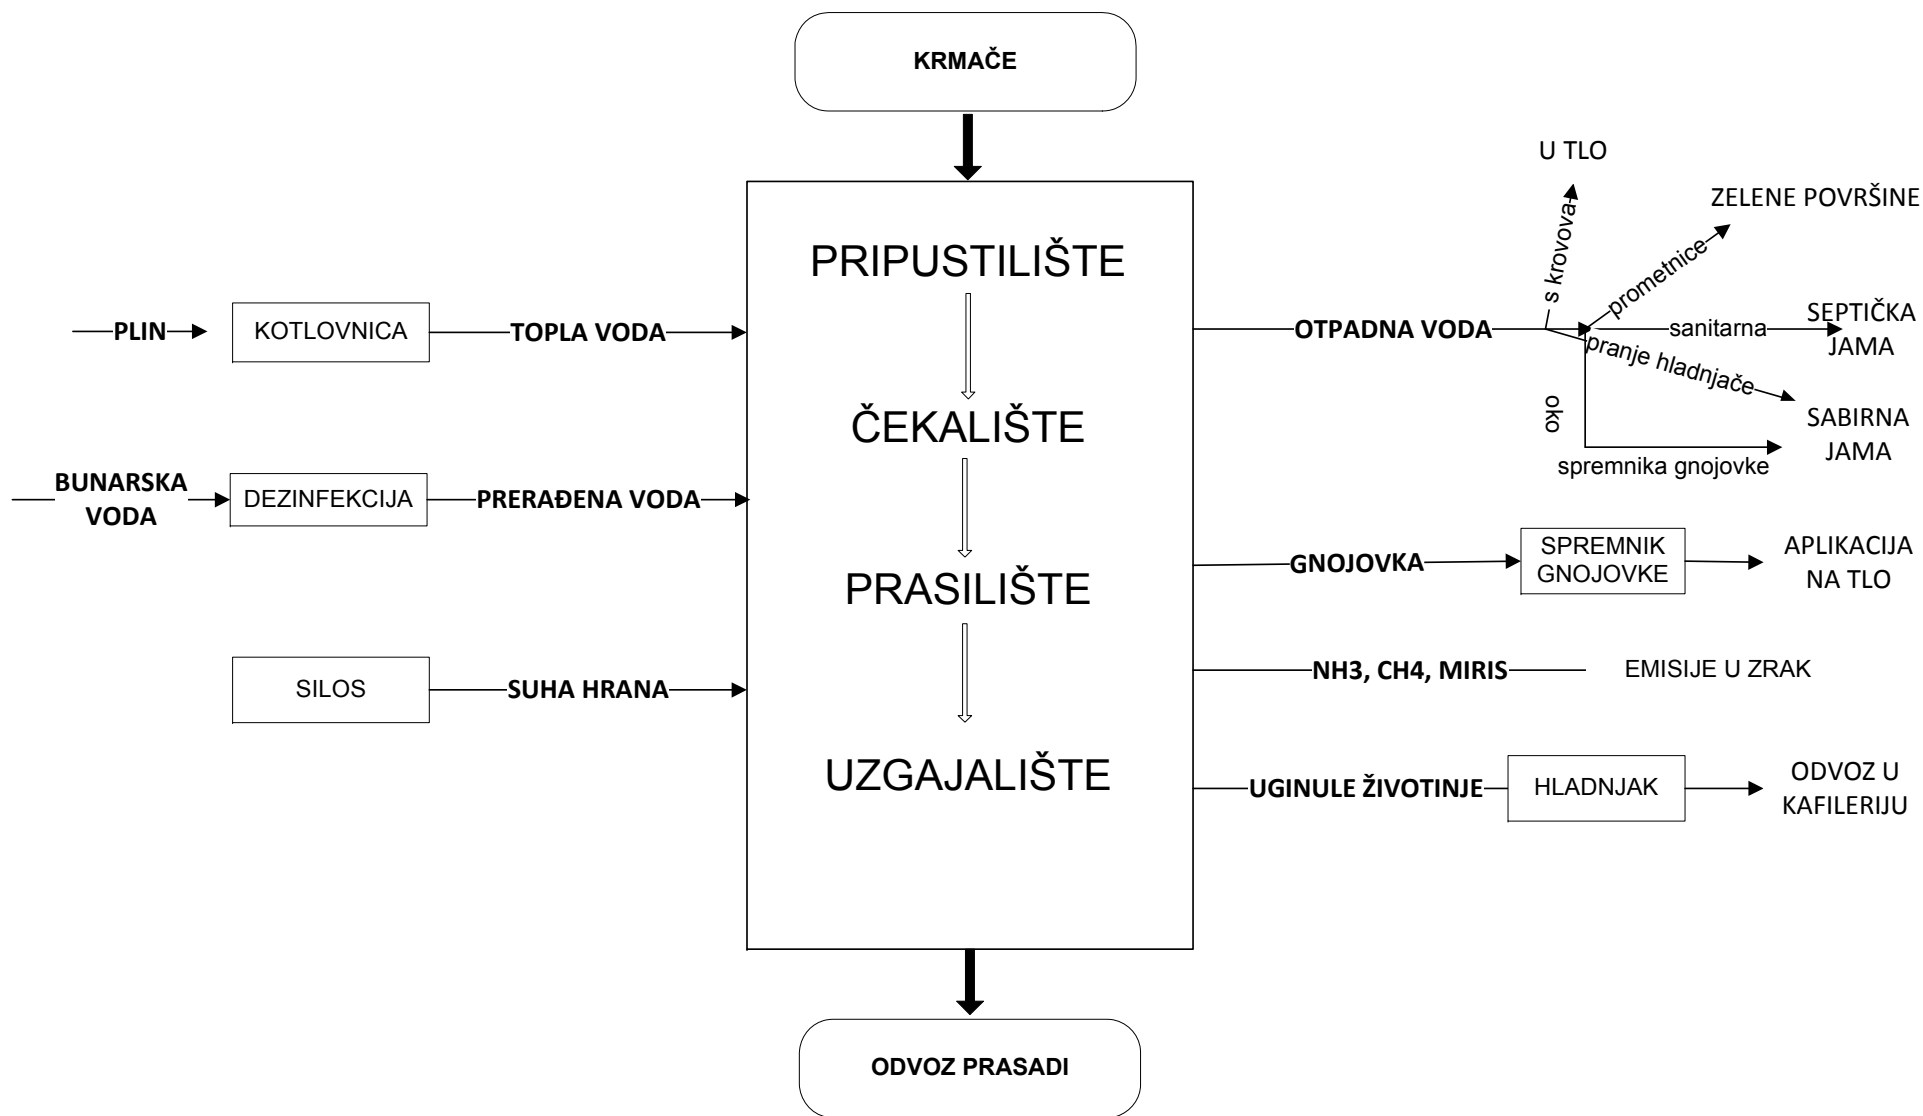 KRMAČE
U TLO
ZELENE POVRŠINE
s krovova
prometnice
PRIPUSTILIŠTE
PLIN
KOTLOVNICA
TOPLA VODA
OTPADNA VODA
sanitarna
SEPTIČKA
JAMA
pranje hladnjače
oko
SABIRNA
JAMA
spremnika gnojovke
ČEKALIŠTE
BUNARSKA
VODA
DEZINFEKCIJA
PRERAĐENA VODA
GNOJOVKA
SPREMNIK
GNOJOVKE
APLIKACIJA
NA TLO
PRASILIŠTE
SILOS
SUHA HRANA
NH3, CH4, MIRIS
EMISIJE U ZRAK
UZGAJALIŠTE
UGINULE ŽIVOTINJE
HLADNJAK
ODVOZ U
KAFILERIJU
ODVOZ PRASADI